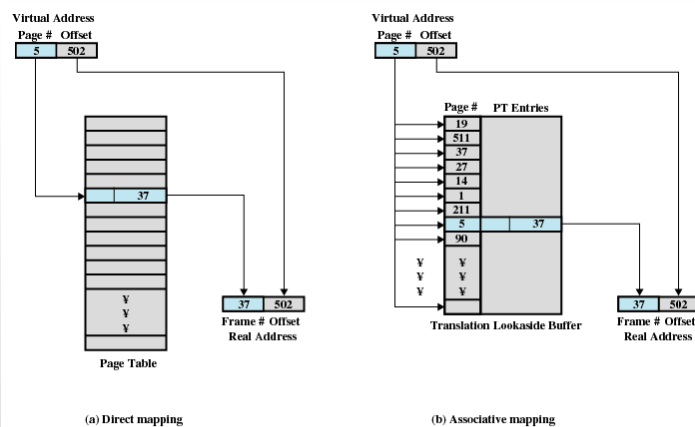 Virtual Address
Page # Offset
5 502
37
¥
¥
¥
37 502
Frame # Offset
Real Address
Page Table
(a) Direct mapping
Virtual Address
Page # Offset
5 502
Page # PT Entries
19
511
37
27
14
1
211
5 37
90
¥ ¥
¥ ¥
¥ ¥
37 502
Translation Lookaside Buffer
Frame # Offset
Real Address
(b) Associative mapping